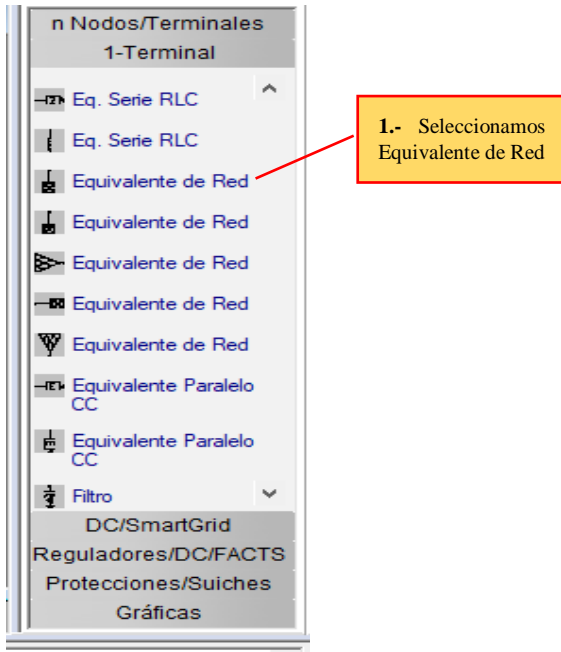 n Nodos/Terminales
1-Terminal
Eq. Serie RLC
Eq. Serie RLC
Equivalente de Red
Equivalente de Red
Equivalente de Red
Equivalente de Red
Equivalente de Red
Equivalente Paralelo
CC
Equivalente Paralelo
CC
Filtro
DC/SmartGrid
Reguladores/DC/FACTS
Protecciones/Suiches
Gráficas
1.- Seleccionamos
Equivalente de Red